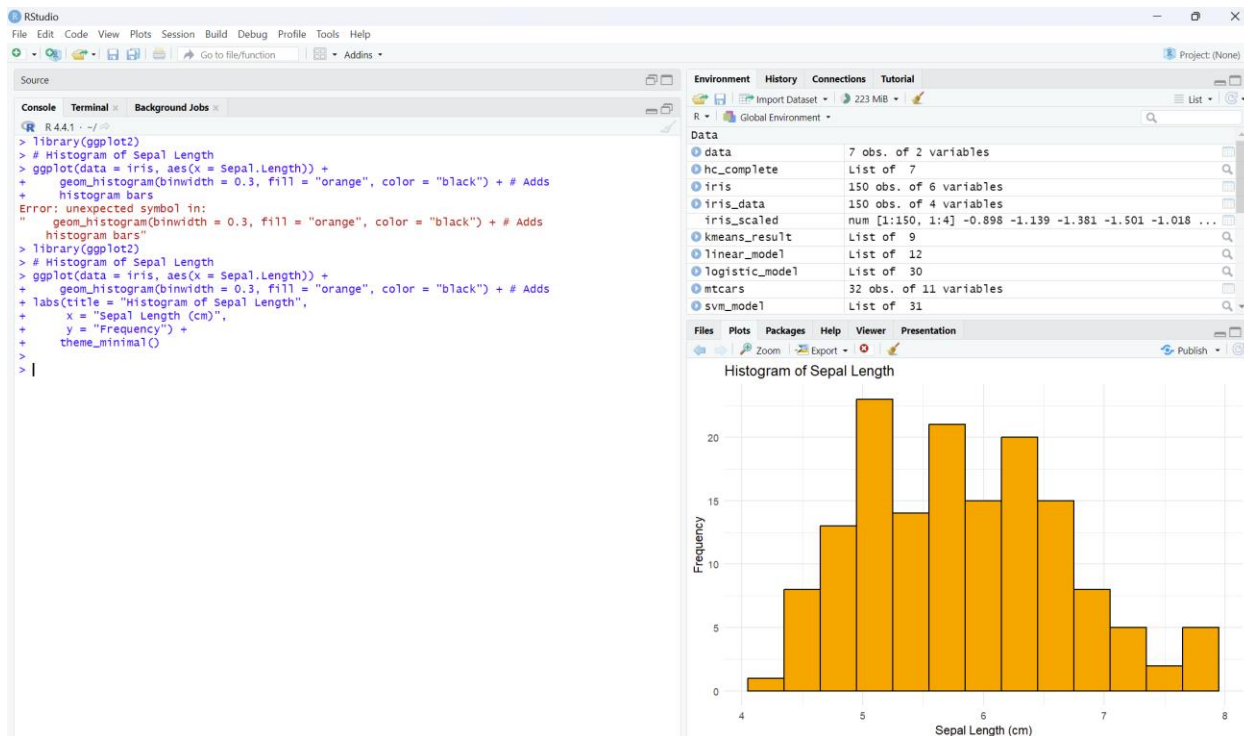 RStudio
File Edit Code View Plots Session Build Debug Profile Tools Help
Go to file/function Addins Project: (None)
Source
Console Terminal Background Jobs
R 4.4.1 · ~/
> library(ggplot2)
> # Histogram of Sepal Length
> ggplot(data = iris, aes(x = Sepal.Length)) +
+     geom_histogram(binwidth = 0.3, fill = "orange", color = "black") + # Adds
+     histogram bars
Error: unexpected symbol in:
"    geom_histogram(binwidth = 0.3, fill = "orange", color = "black") + # Adds
    histogram bars"
> library(ggplot2)
> # Histogram of Sepal Length
> ggplot(data = iris, aes(x = Sepal.Length)) +
+     geom_histogram(binwidth = 0.3, fill = "orange", color = "black") + # Adds
+ labs(title = "Histogram of Sepal Length",
+      x = "Sepal Length (cm)",
+      y = "Frequency") +
+     theme_minimal()
>
>
Environment History Connections Tutorial
Import Dataset 223 MiB List
R Global Environment
Data
data 7 obs. of 2 variables
hc_complete List of 7
iris 150 obs. of 6 variables
iris_data 150 obs. of 4 variables
iris_scaled num [1:150, 1:4] -0.898 -1.139 -1.381 -1.501 -1.018 ...
kmeans_result List of 9
linear_model List of 12
logistic_model List of 30
mtcars 32 obs. of 11 variables
svm_model List of 31
Files Plots Packages Help Viewer Presentation
Zoom Export Publish
Histogram of Sepal Length
20
15
10
5
0
Frequency
4 5 6 7 8
Sepal Length (cm)